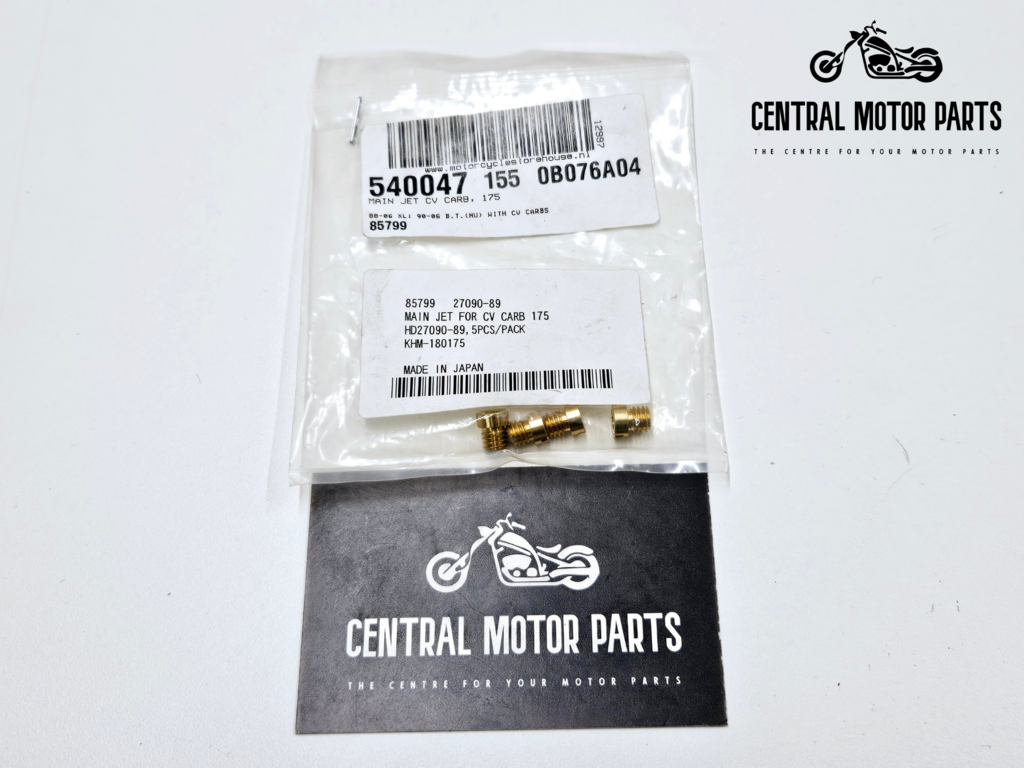 CENTRAL MOTOR PARTS
THE CENTRE FOR YOUR MOTOR PARTS
12997
www.motorcyclestorehouse.nl
540047 155 0B076A04
MAIN JET CV CARB, 175
88-06 XL; 90-06 B.T.(NU) WITH CV CARBS
85799
85799 27090-89
MAIN JET FOR CV CARB 175
HD27090-89, 5PCS/PACK
KHM-180175
MADE IN JAPAN
CENTRAL MOTOR PARTS
THE CENTRE FOR YOUR MOTOR PARTS